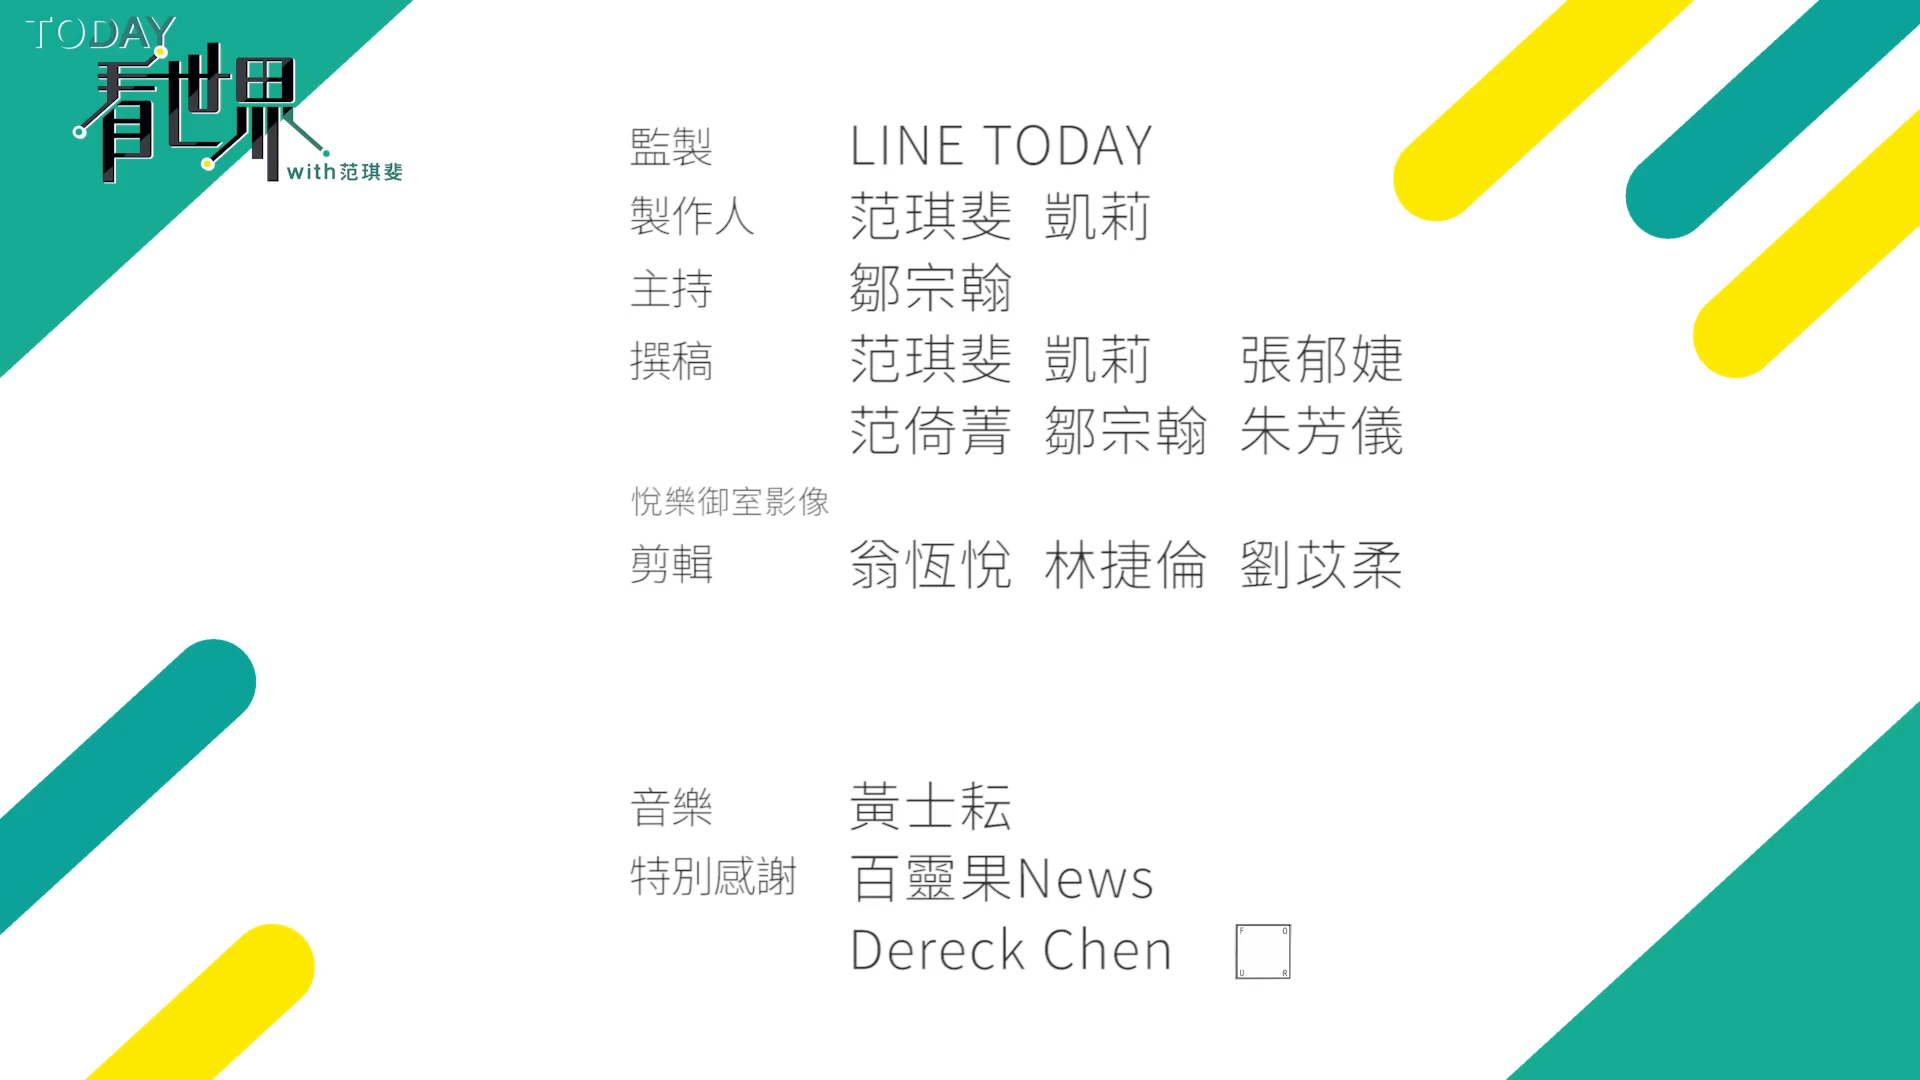 TODAY
看世界
with范琪斐
監製 LINE TODAY
製作人 范琪斐 凱莉
主持 鄒宗翰
撰稿 范琪斐 凱莉 張郁婕
范倚菁 鄒宗翰 朱芳儀
悅樂御室影像
剪輯 翁恆悅 林捷倫 劉苡柔
音樂 黃士耘
特別感謝 百靈果News
Dereck Chen
F O
U R